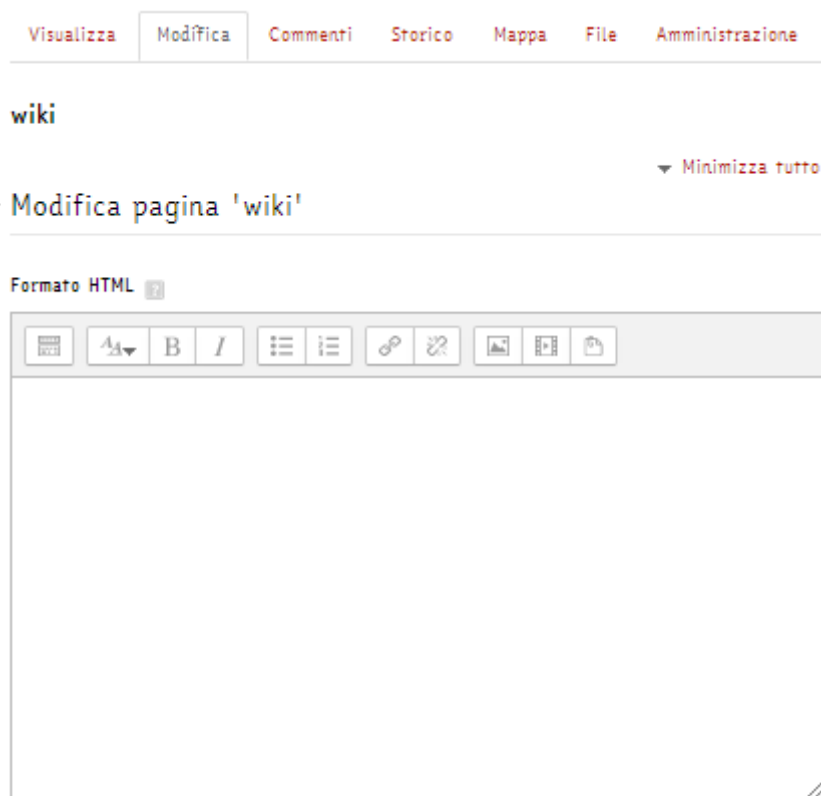 Visualizza Modifica Commenti Storico Mappa File Amministrazione
wiki
Minimizza tutto
Modifica pagina 'wiki'
Formato HTML ?
B I